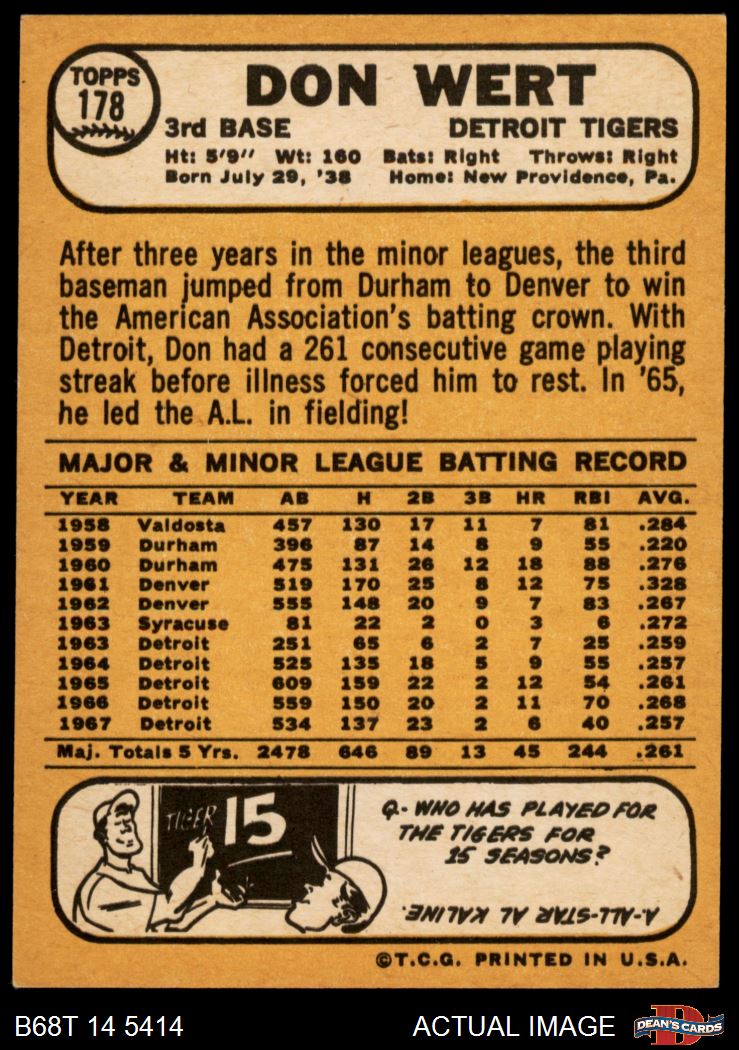 TOPPS
178
DON WERT
3rd BASE DETROIT TIGERS
Ht: 5'9" Wt: 160 Bats: Right Throws: Right
Born July 29, '38 Home: New Providence, Pa.
After three years in the minor leagues, the third
baseman jumped from Durham to Denver to win
the American Association's batting crown. With
Detroit, Don had a 261 consecutive game playing
streak before illness forced him to rest. In '65,
he led the A.L. in fielding!
MAJOR & MINOR LEAGUE BATTING RECORD
YEAR TEAM AB H 2B 3B HR RBI AVG.
1958 Valdosta 457 130 17 11 7 81 .284
1959 Durham 396 87 14 8 9 55 .220
1960 Durham 475 131 26 12 18 88 .276
1961 Denver 519 170 25 8 12 75 .328
1962 Denver 555 148 20 9 7 83 .267
1963 Syracuse 81 22 2 0 3 6 .272
1963 Detroit 251 65 6 2 7 25 .259
1964 Detroit 525 135 18 5 9 55 .257
1965 Detroit 609 159 22 2 12 54 .261
1966 Detroit 559 150 20 2 11 70 .268
1967 Detroit 534 137 23 2 6 40 .257
Maj. Totals 5 Yrs. 2478 646 89 13 45 244 .261
TIGER 15
Q.- WHO HAS PLAYED FOR
THE TIGERS FOR
15 SEASONS?
A-ALL-STAR AL KALINE.
©T.C.G. PRINTED IN U.S.A.
B68T 14 5414 ACTUAL IMAGE
DEAN'S CARDS